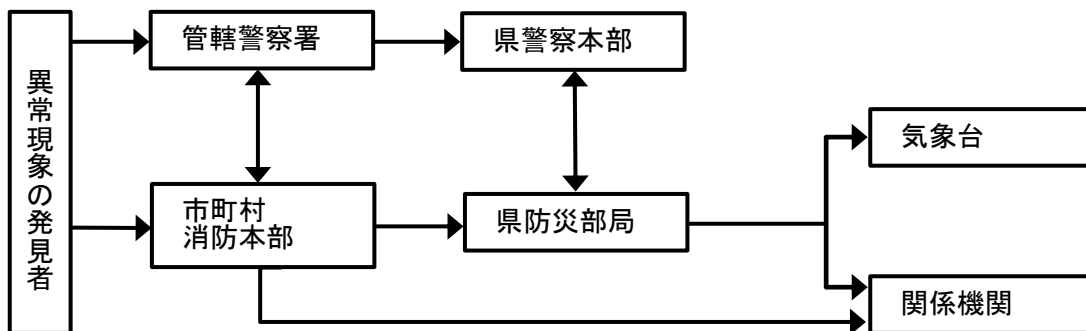 異常現象の発見者
管轄警察署
県警察本部
気象台
市町村
消防本部
県防災部局
関係機関